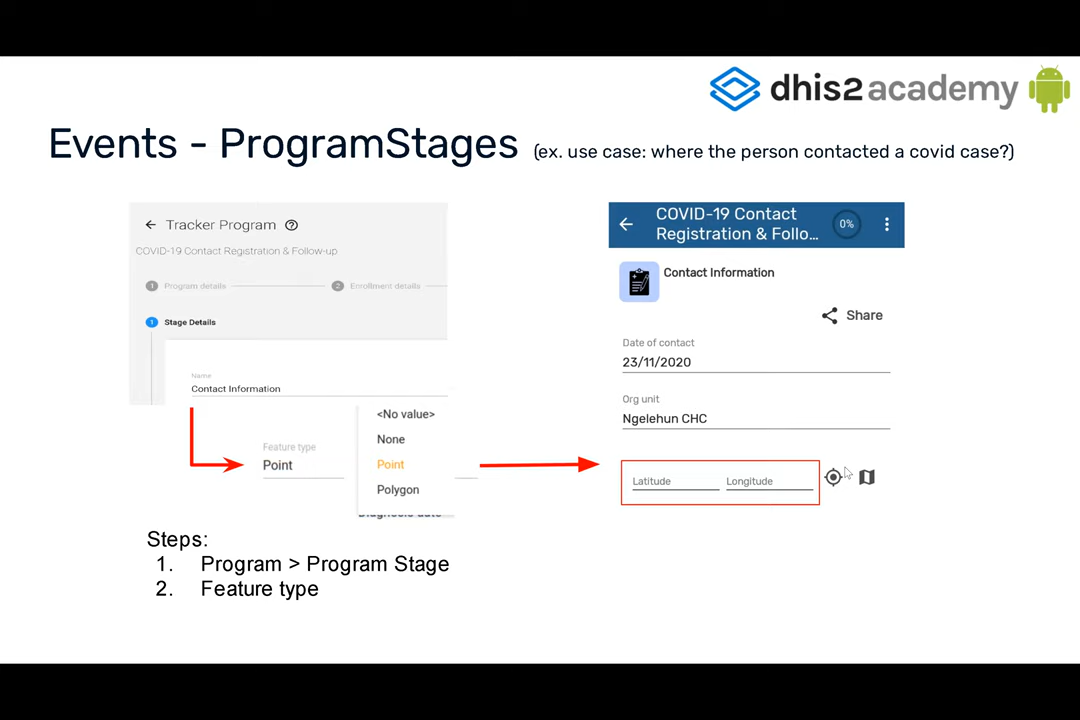 dhis2academy
Events - ProgramStages (ex. use case: where the person contacted a covid case?)
Tracker Program
COVID-19 Contact Registration & Follow-up
1 Program details 2 Enrollment details
1 Stage Details
Name
Contact Information
Feature type
Point
<No value>
None
Point
Polygon
Diagnosis date
COVID-19 Contact
Registration & Follo...
0%
Contact Information
Share
Date of contact
23/11/2020
Org unit
Ngelehun CHC
Latitude Longitude
Steps:
1. Program > Program Stage
2. Feature type